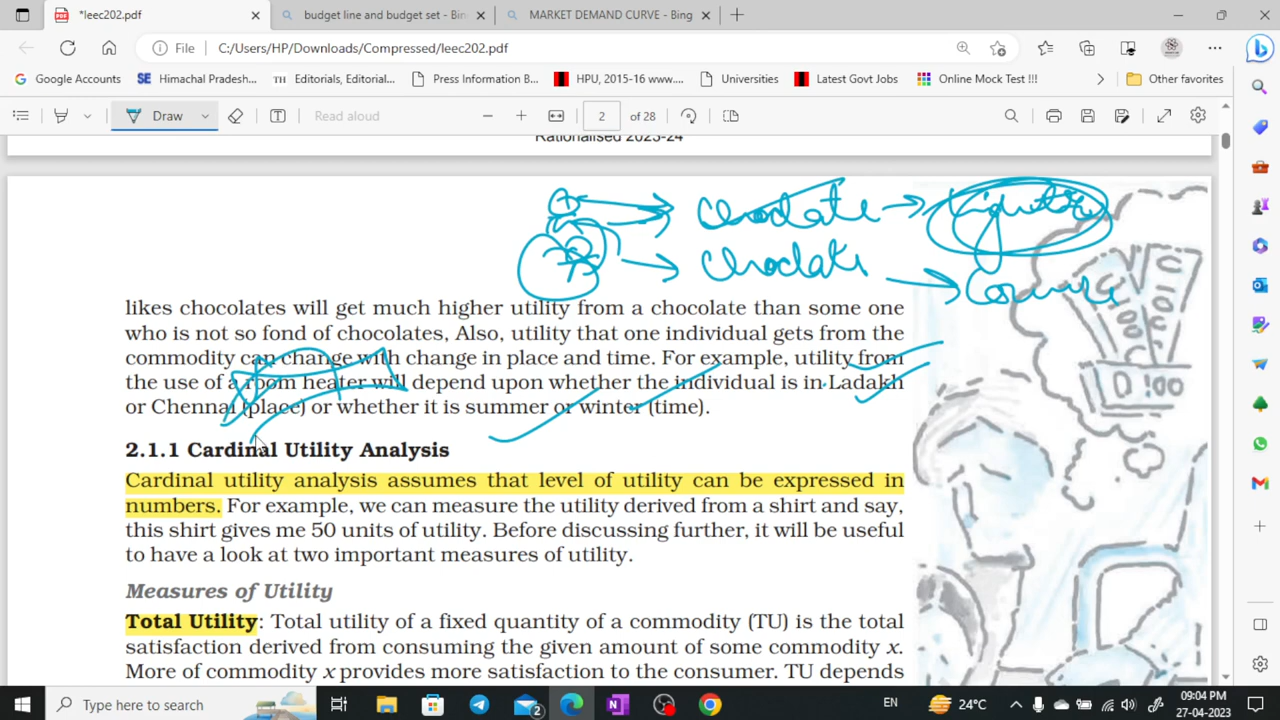 *leec202.pdf
budget line and budget set - Bin
MARKET DEMAND CURVE - Bing
File C:/Users/HP/Downloads/Compressed/leec202.pdf
Google Accounts
SE Himachal Pradesh...
TH Editorials, Editorial...
Press Information B...
HPU, 2015-16 www....
Universities
Latest Govt Jobs
Online Mock Test !!!
Other favorites
Draw
Read aloud
2 of 28
Rationalised 2023-24
choclate
choclate
likes chocolates will get much higher utility from a chocolate than some one
who is not so fond of chocolates, Also, utility that one individual gets from the
commodity can change with change in place and time. For example, utility from
the use of a room heater will depend upon whether the individual is in Ladakh
or Chennai (place) or whether it is summer or winter (time).
2.1.1 Cardinal Utility Analysis
Cardinal utility analysis assumes that level of utility can be expressed in
numbers. For example, we can measure the utility derived from a shirt and say,
this shirt gives me 50 units of utility. Before discussing further, it will be useful
to have a look at two important measures of utility.
Measures of Utility
Total Utility: Total utility of a fixed quantity of a commodity (TU) is the total
satisfaction derived from consuming the given amount of some commodity x.
More of commodity x provides more satisfaction to the consumer. TU depends
Type here to search
2
24°C
EN
09:04 PM
27-04-2023